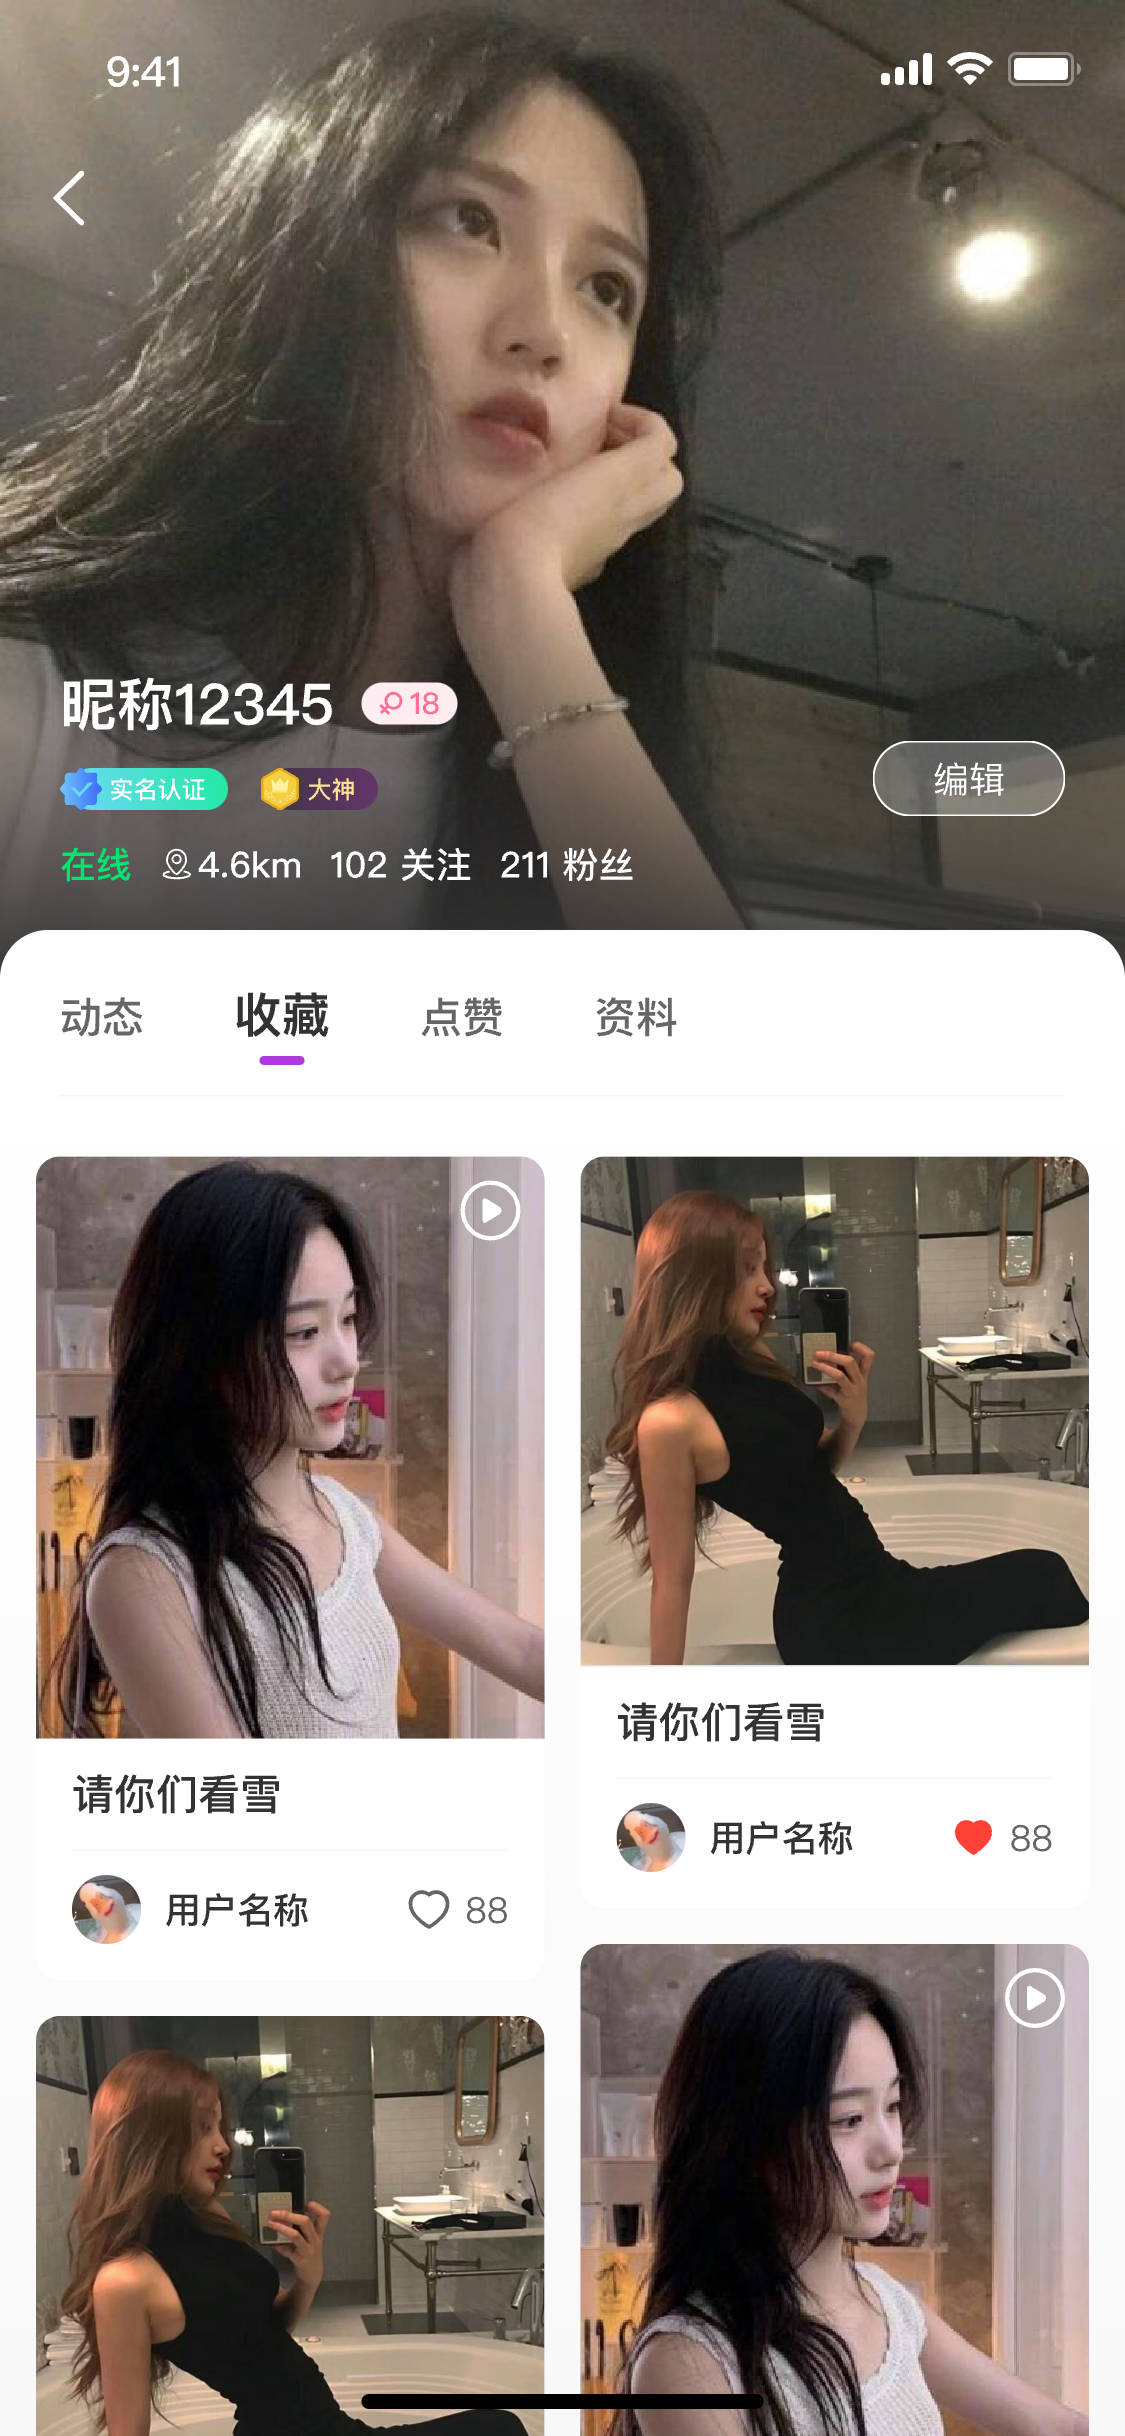 9:41
昵称12345 18
实名认证 大神
编辑
在线 4.6km 102 关注 211 粉丝
动态 收藏 点赞 资料
请你们看雪
用户名称 88
请你们看雪
用户名称 88